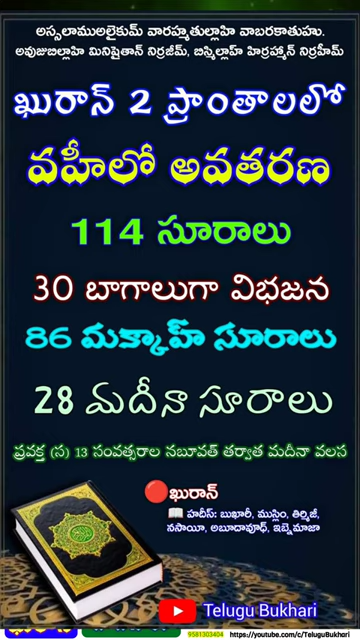 అస్సలాముఅలైకుమ్ వారహ్మతుల్లాహి వాబరకాతుహు.
అవుజుబిల్లాహి మినిషైతాన్ నిర్రజీమ్, బిస్మిల్లాహ్ హిర్రహ్మాన్ నిర్రహీమ్
ఖురాన్ 2 ప్రాంతాలలో
వహీలో అవతరణ
114 సూరాలు
30 బాగాలుగా విభజన
86 మక్కాహ్ సూరాలు
28 మదీనా సూరాలు
ప్రవక్త (స) 13 సంవత్సరాల నబూవత్ తర్వాత మదీనా వలస
🔴ఖురాన్
📖 హదీస్: బుఖారీ, ముస్లిం, తిర్మిజీ,
నసాయీ, అబూదావూద్, ఇబ్నెమాజా
Telugu Bukhari
9581303404 https://youtube.com/c/TeluguBukhari